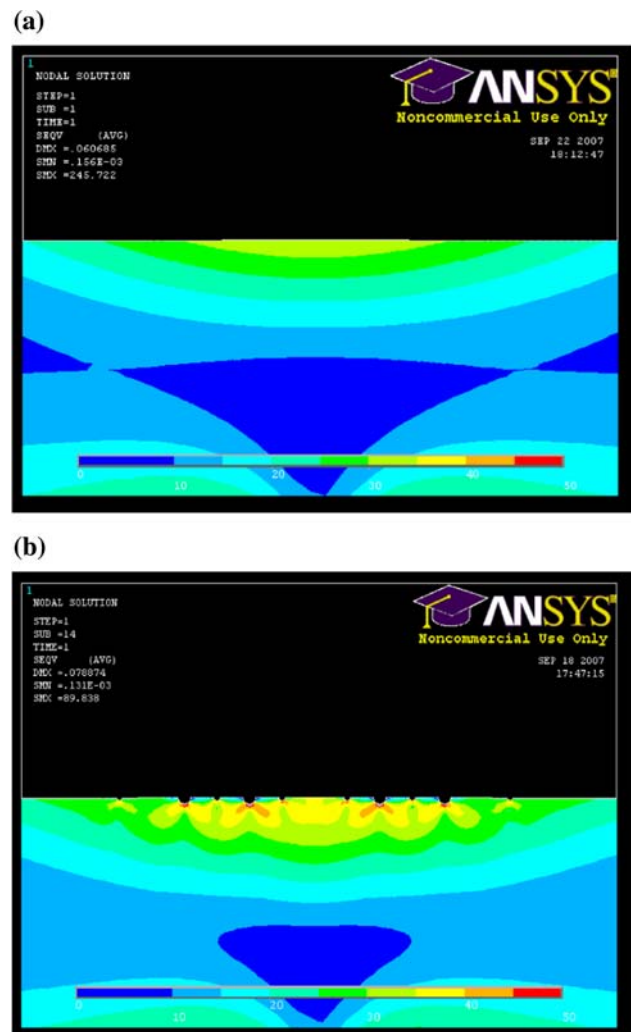 (a)
1
NODAL SOLUTION
STEP=1
SUB =1
TIME=1
SEQV (AVG)
DMX =.060685
SMN =.156E-03
SMX =245.722
ANSYS
Noncommercial Use Only
SEP 22 2007
18:12:47
0 10 20 30 40 50
(b)
1
NODAL SOLUTION
STEP=1
SUB =14
TIME=1
SEQV (AVG)
DMX =.078874
SMN =.131E-03
SMX =89.838
ANSYS
Noncommercial Use Only
SEP 18 2007
17:47:15
0 10 20 30 40 50